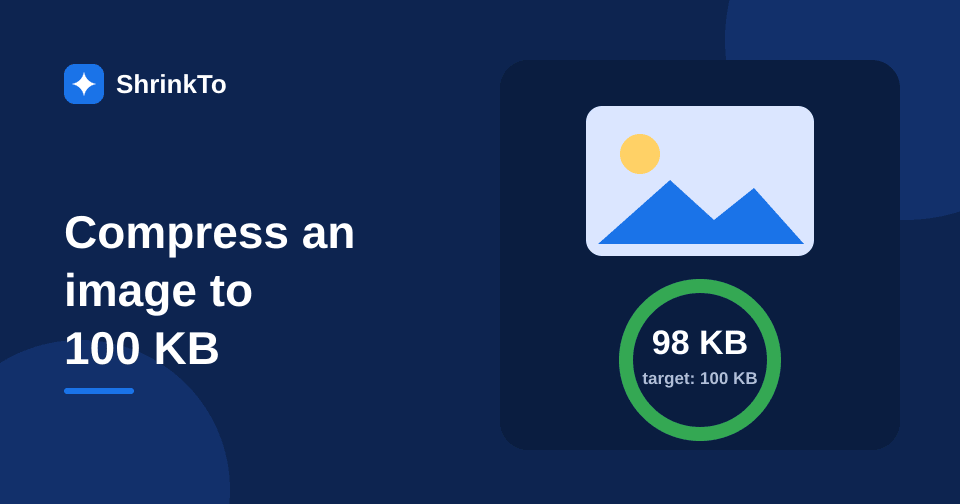 ShrinkTo
Compress an
image to
100 KB
98 KB
target: 100 KB